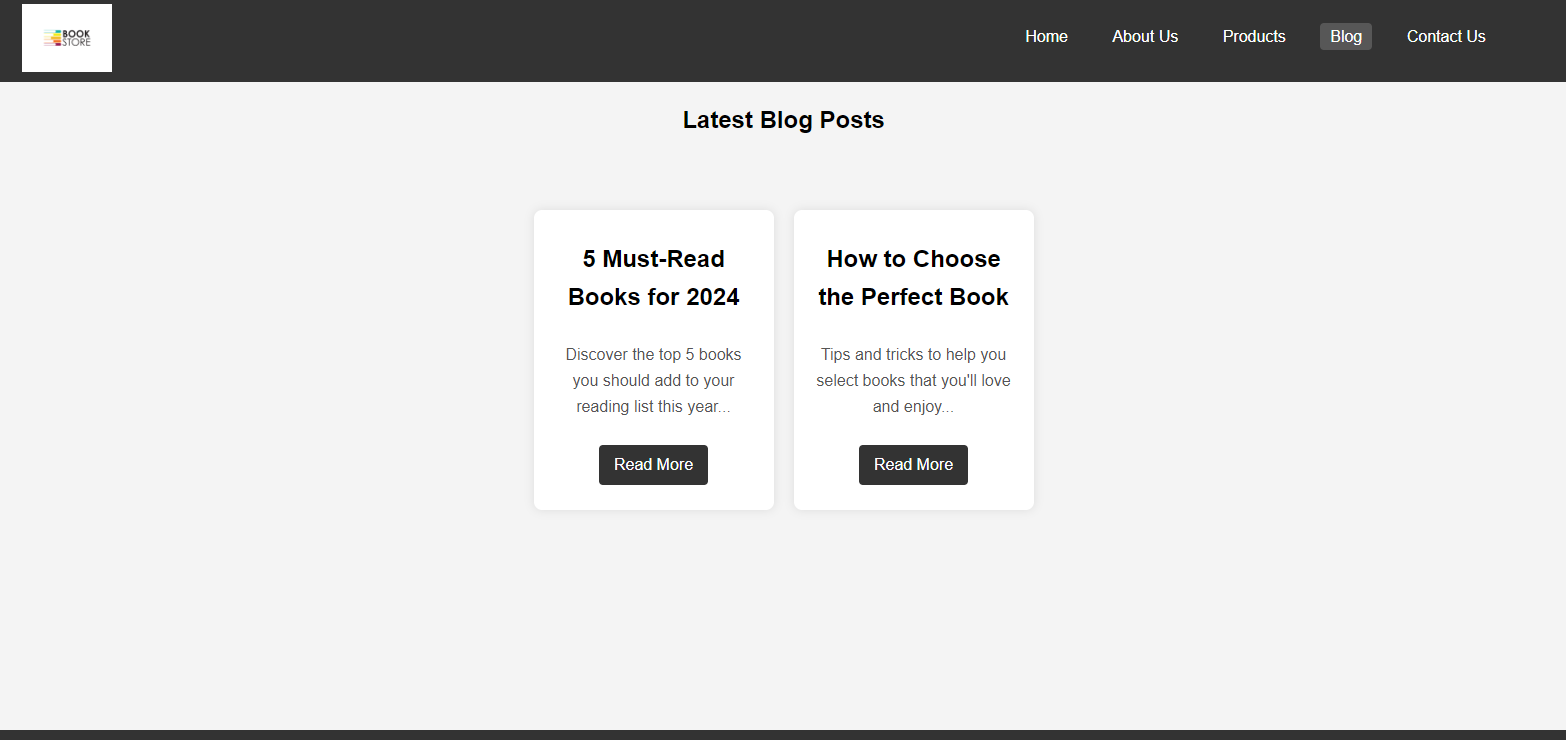 BOOK
STORE
Home About Us Products Blog Contact Us
Latest Blog Posts
5 Must-Read
Books for 2024
Discover the top 5 books
you should add to your
reading list this year...
Read More
How to Choose
the Perfect Book
Tips and tricks to help you
select books that you'll love
and enjoy...
Read More